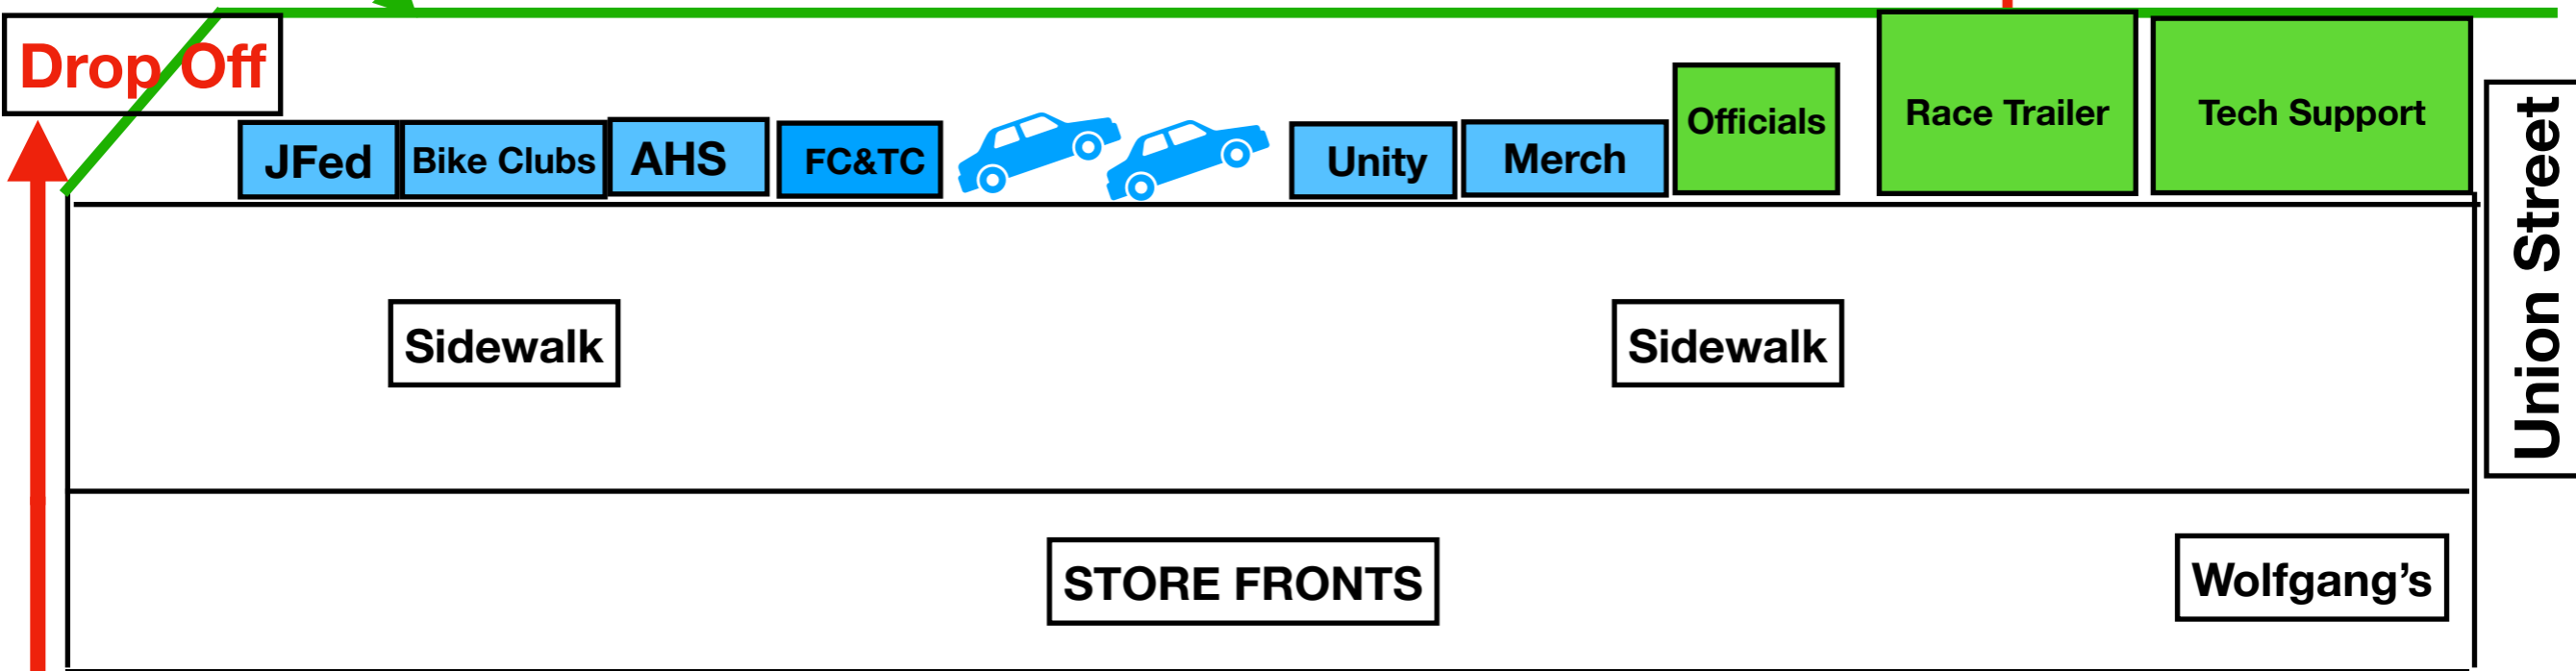 Drop Off
JFed
Bike Clubs
AHS
FC&TC
Unity
Merch
Officials
Race Trailer
Tech Support
Union Street
Sidewalk
Sidewalk
STORE FRONTS
Wolfgang’s